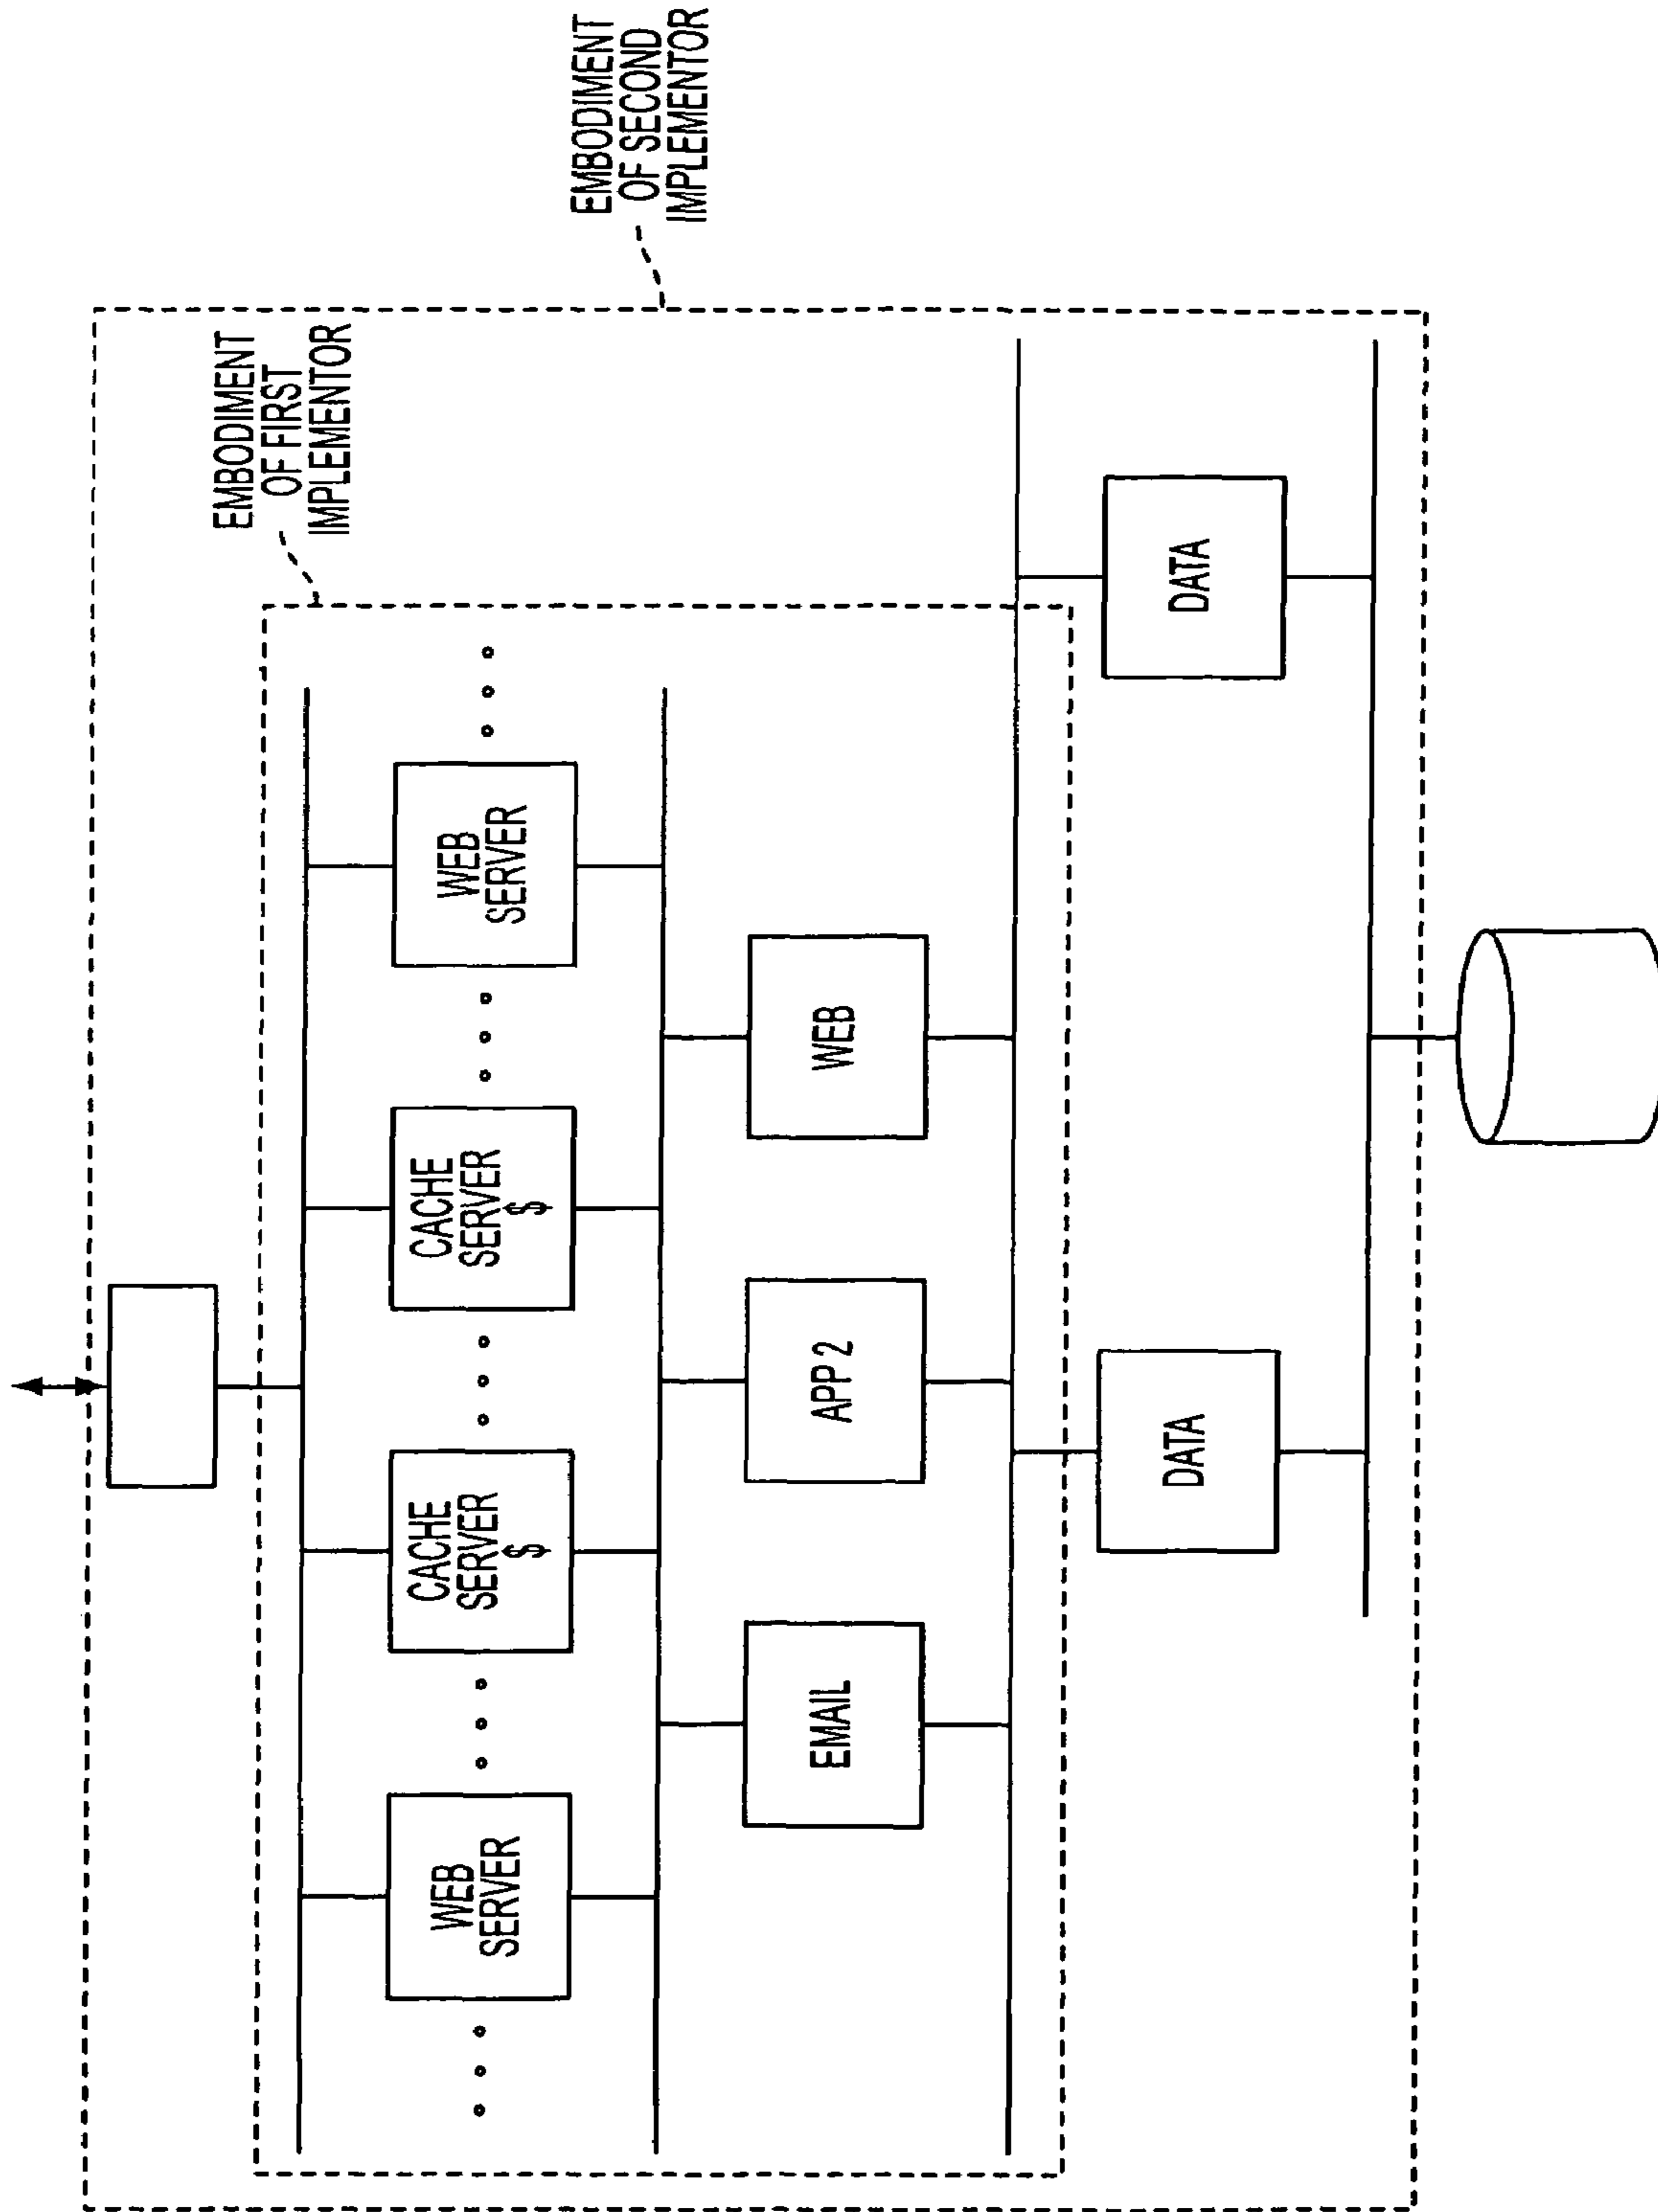 EMBODIMENT
OF SECOND
IMPLEMENTOR
EMBODIMENT
OF FIRST
IMPLEMENTOR
WEB
SERVER
CACHE
SERVER
$
CACHE
SERVER
$
WEB
SERVER
EMAIL
APP 2
WEB
DATA
DATA